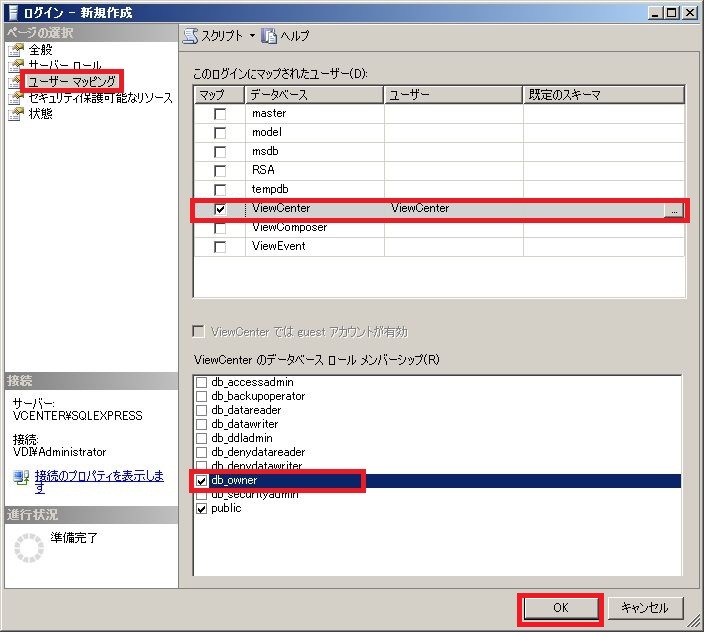 ログイン - 新規作成
ページの選択
全般
サーバー ロール
ユーザー マッピング
セキュリティ保護可能なリソース
状態
スクリプト
ヘルプ
このログインにマップされたユーザー(D):
マップ データベース ユーザー 既定のスキーマ
master
model
msdb
RSA
tempdb
ViewCenter ViewCenter ...
ViewComposer
ViewEvent
ViewCenter では guest アカウントが有効
ViewCenter のデータベース ロール メンバーシップ(R)
db_accessadmin
db_backupoperator
db_datareader
db_datawriter
db_ddladmin
db_denydatareader
db_denydatawriter
db_owner
db_securityadmin
public
接続
サーバー:
VCENTER¥SQLEXPRESS
接続:
VDI¥Administrator
接続のプロパティを表示しま
す
進行状況
準備完了
OK
キャンセル